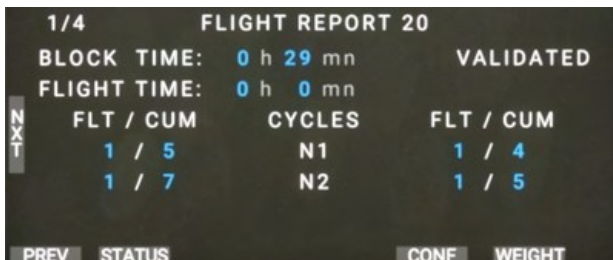 1/4 FLIGHT REPORT 20
BLOCK TIME: 0 h 29 mn VALIDATED
FLIGHT TIME: 0 h 0 mn
NXT
FLT / CUM CYCLES FLT / CUM
1 / 5 N1 1 / 4
1 / 7 N2 1 / 5
PREV STATUS CONF WEIGHT